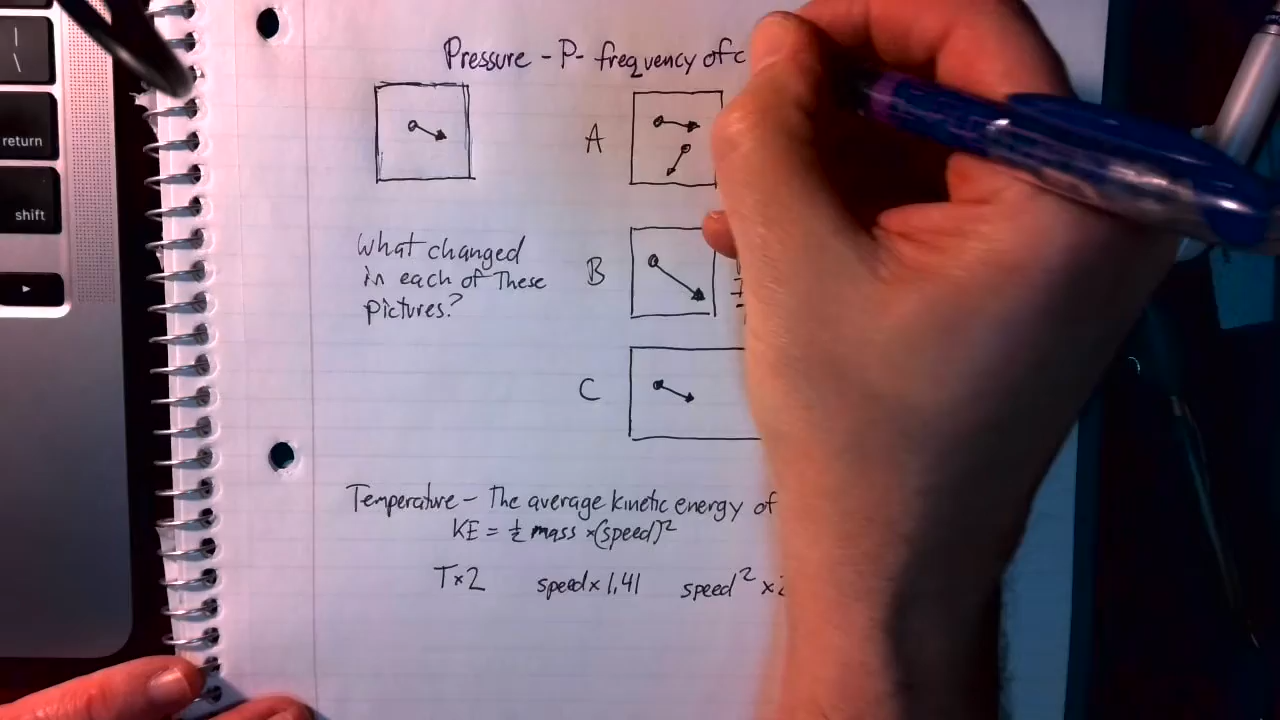 Pressure - P- frequency of c
A
What changed
in each of These
pictures?
B
C
Temperature - The average kinetic energy of
KE = ½ mass ×(speed)²
T×2 speed×1.41 speed² ×2
|
\
return
shift